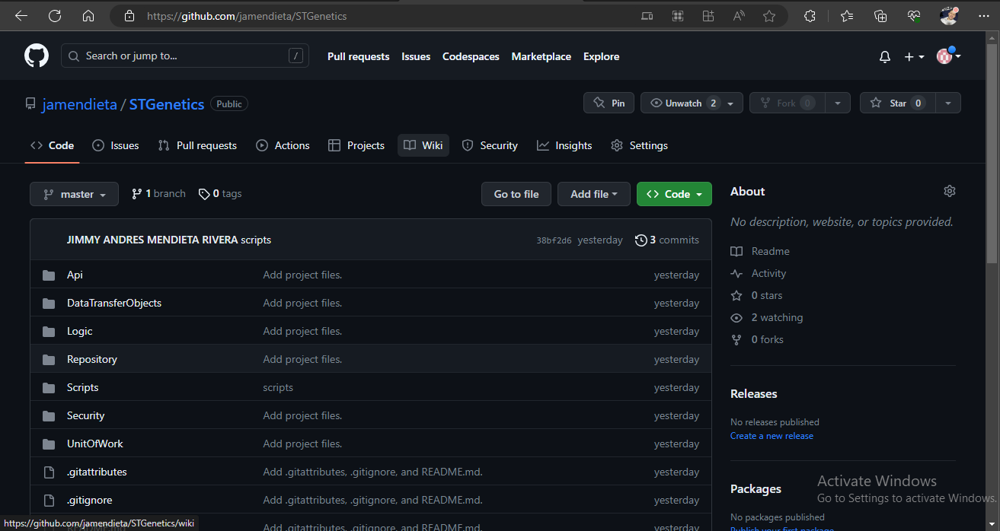 https://github.com/jamendieta/STGenetics
Search or jump to... /
Pull requests Issues Codespaces Marketplace Explore
jamendieta / STGenetics Public
Pin Unwatch 2 Fork 0 Star 0
Code Issues Pull requests Actions Projects Wiki Security Insights Settings
master 1 branch 0 tags Go to file Add file Code
JIMMY ANDRES MENDIETA RIVERA scripts 38bf2d6 yesterday 3 commits
Api Add project files. yesterday
DataTransferObjects Add project files. yesterday
Logic Add project files. yesterday
Repository Add project files. yesterday
Scripts scripts yesterday
Security Add project files. yesterday
UnitOfWork Add project files. yesterday
.gitattributes Add .gitattributes, .gitignore, and README.md. yesterday
.gitignore Add .gitattributes, .gitignore, and README.md. yesterday
README.md Add .gitattributes, .gitignore, and README.md. yesterday
https://github.com/jamendieta/STGenetics/wiki
About
No description, website, or topics provided.
Readme
Activity
0 stars
2 watching
0 forks
Releases
No releases published
Create a new release
Packages
No packages published
Publish your first package
Activate Windows
Go to Settings to activate Windows.